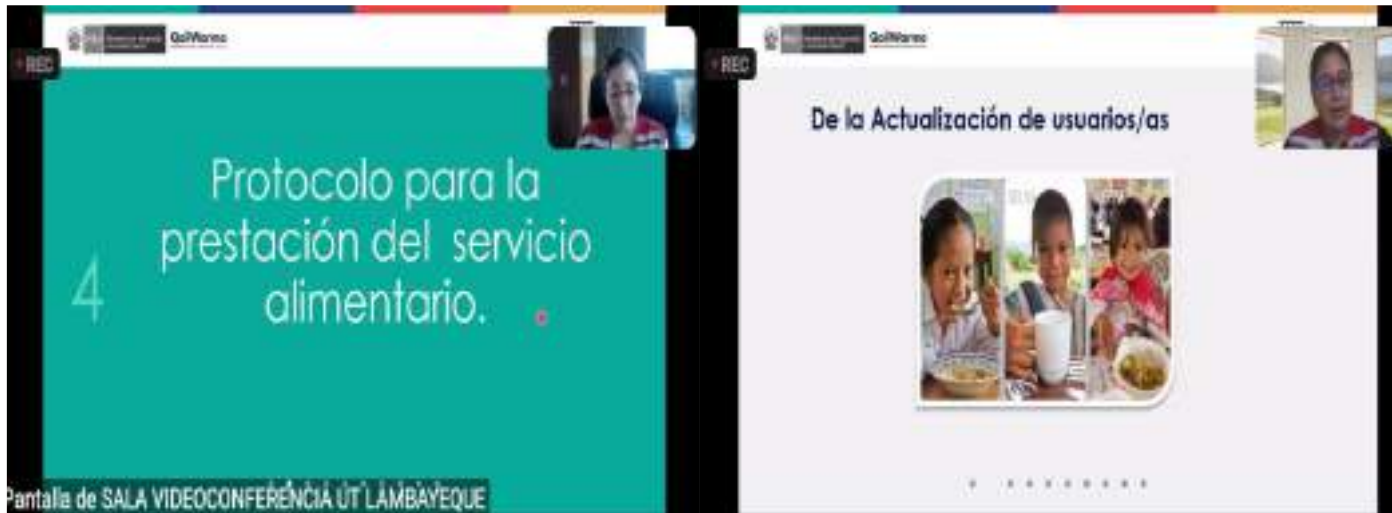 Qali Warma
REC
Protocolo para la
prestación del servicio
alimentario.
4
Pantalla de SALA VIDEOCONFERENCIA UT LAMBAYEQUE
Qali Warma
REC
De la Actualización de usuarios/as